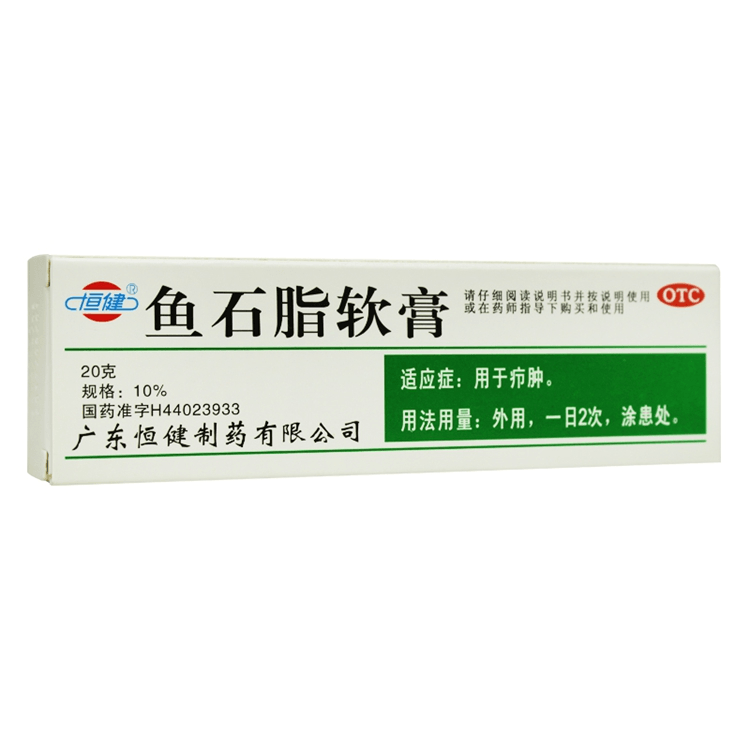 恒健®
鱼石脂软膏
请仔细阅读说明书并按说明使用
或在药师指导下购买和使用
OTC
20克
规格：10%
国药准字H44023933
广东恒健制药有限公司
适应症：用于疖肿。
用法用量：外用，一日2次，涂患处。